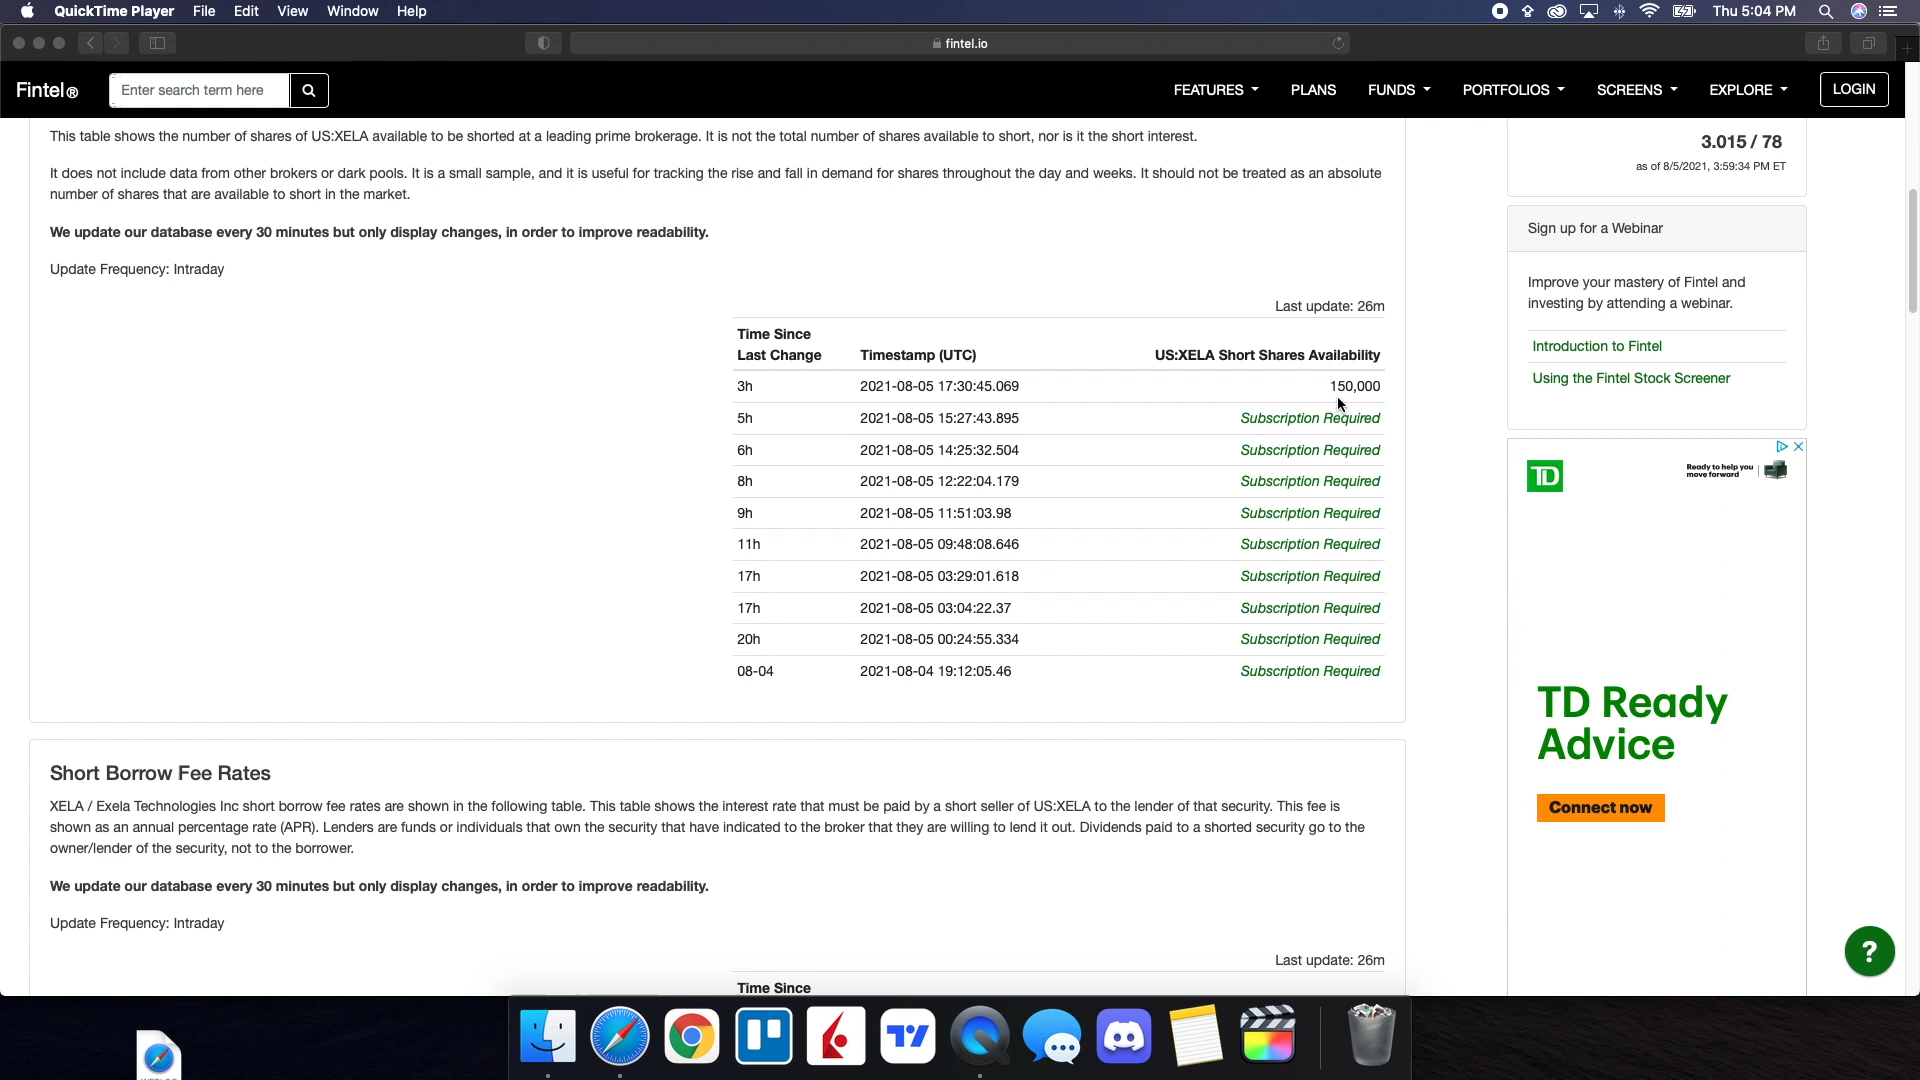 QuickTime Player File Edit View Window Help Thu 5:04 PM
fintel.io
Fintel® Enter search term here FEATURES PLANS FUNDS PORTFOLIOS SCREENS EXPLORE LOGIN
This table shows the number of shares of US:XELA available to be shorted at a leading prime brokerage. It is not the total number of shares available to short, nor is it the short interest.
It does not include data from other brokers or dark pools. It is a small sample, and it is useful for tracking the rise and fall in demand for shares throughout the day and weeks. It should not be treated as an absolute
number of shares that are available to short in the market.
We update our database every 30 minutes but only display changes, in order to improve readability.
Update Frequency: Intraday
Last update: 26m
Time Since
Last Change Timestamp (UTC) US:XELA Short Shares Availability
3h 2021-08-05 17:30:45.069 150,000
5h 2021-08-05 15:27:43.895 Subscription Required
6h 2021-08-05 14:25:32.504 Subscription Required
8h 2021-08-05 12:22:04.179 Subscription Required
9h 2021-08-05 11:51:03.98 Subscription Required
11h 2021-08-05 09:48:08.646 Subscription Required
17h 2021-08-05 03:29:01.618 Subscription Required
17h 2021-08-05 03:04:22.37 Subscription Required
20h 2021-08-05 00:24:55.334 Subscription Required
08-04 2021-08-04 19:12:05.46 Subscription Required
Short Borrow Fee Rates
XELA / Exela Technologies Inc short borrow fee rates are shown in the following table. This table shows the interest rate that must be paid by a short seller of US:XELA to the lender of that security. This fee is
shown as an annual percentage rate (APR). Lenders are funds or individuals that own the security that have indicated to the broker that they are willing to lend it out. Dividends paid to a shorted security go to the
owner/lender of the security, not to the borrower.
We update our database every 30 minutes but only display changes, in order to improve readability.
Update Frequency: Intraday
Last update: 26m
Time Since
3.015 / 78
as of 8/5/2021, 3:59:34 PM ET
Sign up for a Webinar
Improve your mastery of Fintel and
investing by attending a webinar.
Introduction to Fintel
Using the Fintel Stock Screener
TD
Ready to help you
move forward
TD Ready
Advice
Connect now
?